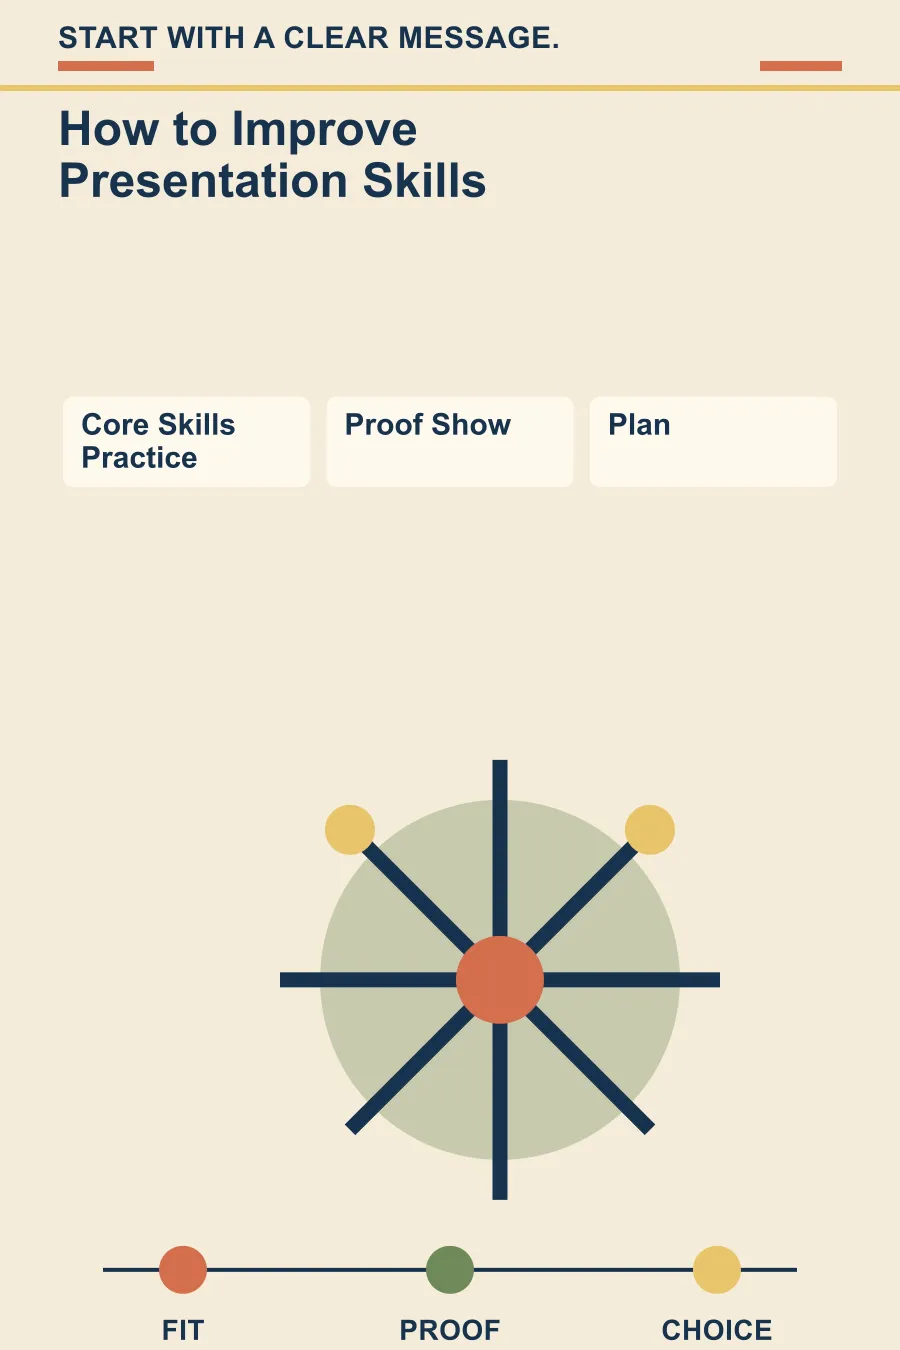 START WITH A CLEAR MESSAGE.
How to Improve
Presentation Skills
Core Skills
Practice
Proof Show
Plan
FIT
PROOF
CHOICE